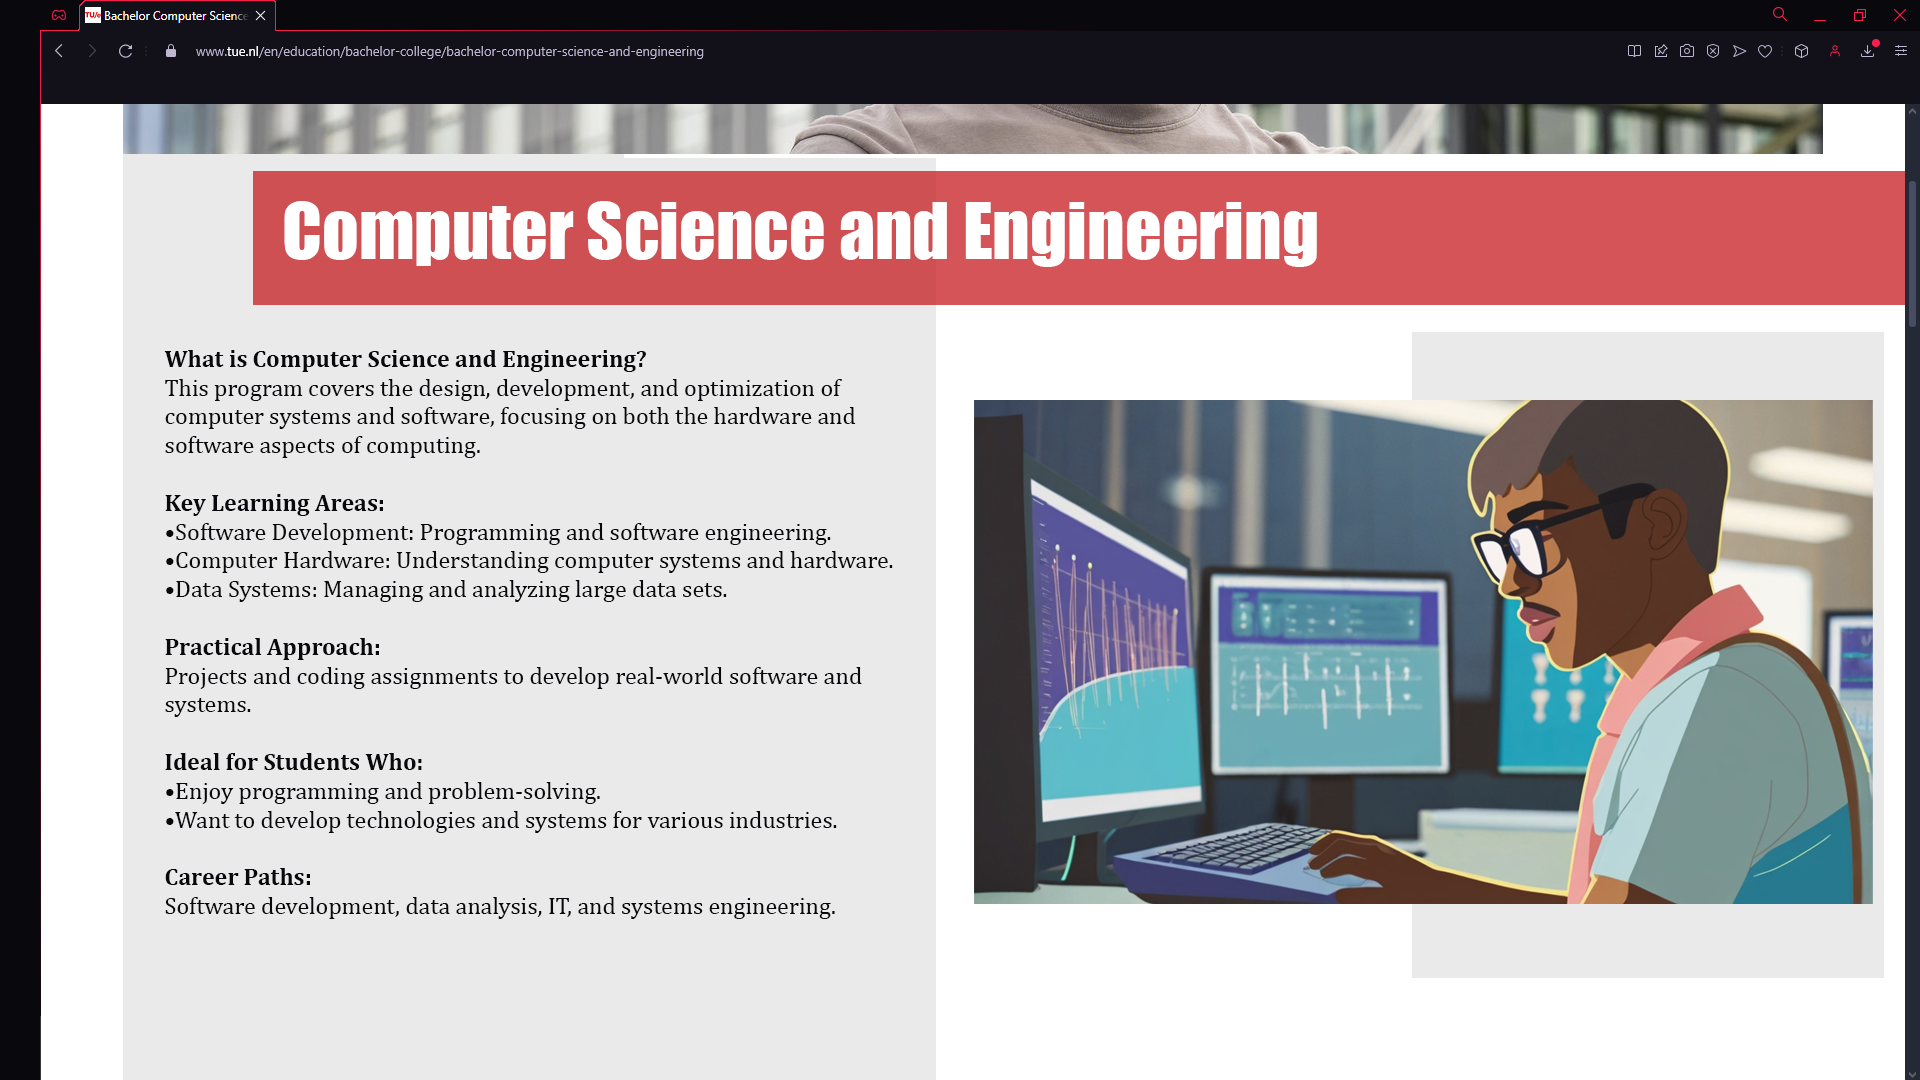 TU/e Bachelor Computer Science
www.tue.nl/en/education/bachelor-college/bachelor-computer-science-and-engineering
Computer Science and Engineering
What is Computer Science and Engineering?
This program covers the design, development, and optimization of
computer systems and software, focusing on both the hardware and
software aspects of computing.
Key Learning Areas:
•Software Development: Programming and software engineering.
•Computer Hardware: Understanding computer systems and hardware.
•Data Systems: Managing and analyzing large data sets.
Practical Approach:
Projects and coding assignments to develop real-world software and
systems.
Ideal for Students Who:
•Enjoy programming and problem-solving.
•Want to develop technologies and systems for various industries.
Career Paths:
Software development, data analysis, IT, and systems engineering.